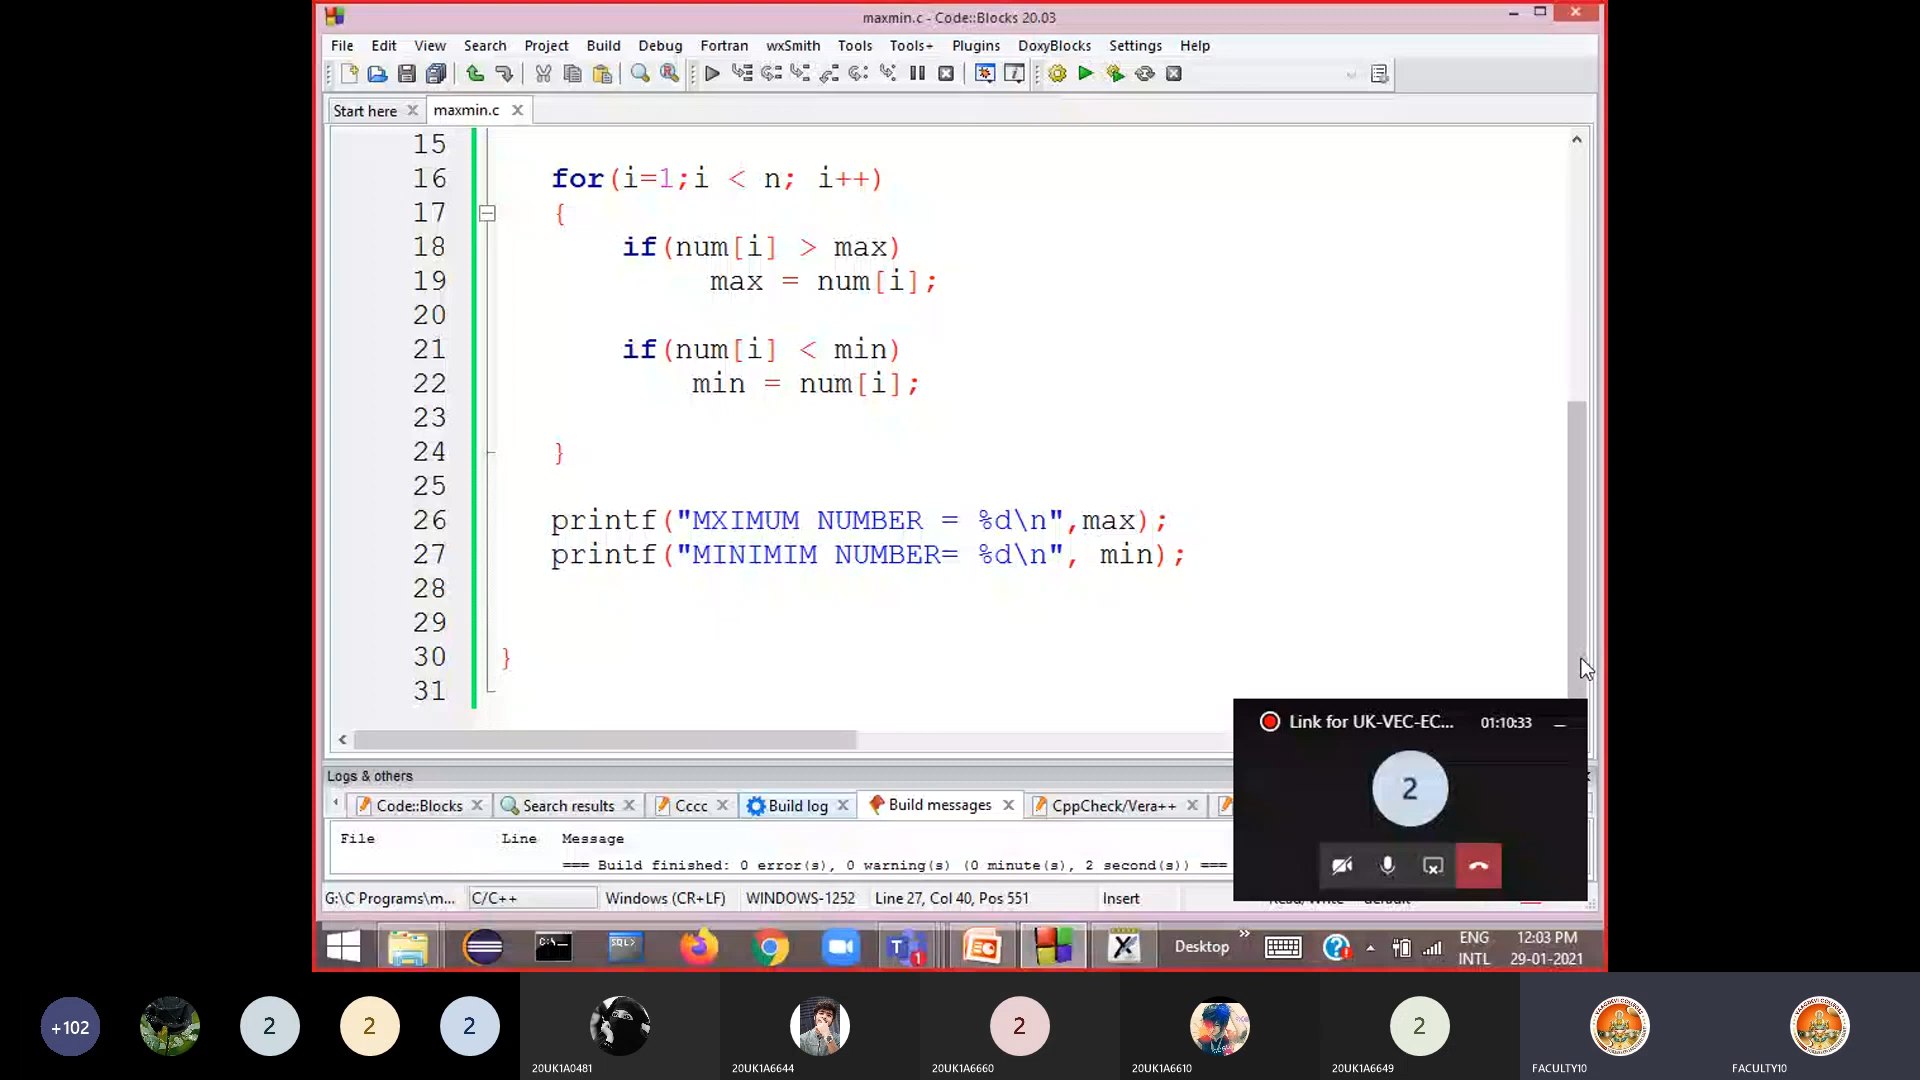 maxmin.c - Code::Blocks 20.03
File Edit View Search Project Build Debug Fortran wxSmith Tools Tools+ Plugins DoxyBlocks Settings Help
Start here maxmin.c
15
16 for(i=1;i < n; i++)
17 {
18 if(num[i] > max)
19 max = num[i];
20
21 if(num[i] < min)
22 min = num[i];
23
24 }
25
26 printf("MXIMUM NUMBER = %d\n",max);
27 printf("MINIMIM NUMBER= %d\n", min);
28
29
30 }
31
Link for UK-VEC-EC... 01:10:33
2
Logs & others
Code::Blocks Search results Cccc Build log Build messages CppCheck/Vera++
File Line Message
=== Build finished: 0 error(s), 0 warning(s) (0 minute(s), 2 second(s)) ===
G:\C Programs\m... C/C++ Windows (CR+LF) WINDOWS-1252 Line 27, Col 40, Pos 551 Insert
Desktop ENG 12:03 PM
INTL 29-01-2021
+102 2 2 2 2 2
20UK1A0481 20UK1A6644 20UK1A6660 20UK1A6610 20UK1A6649 FACULTY10 FACULTY10